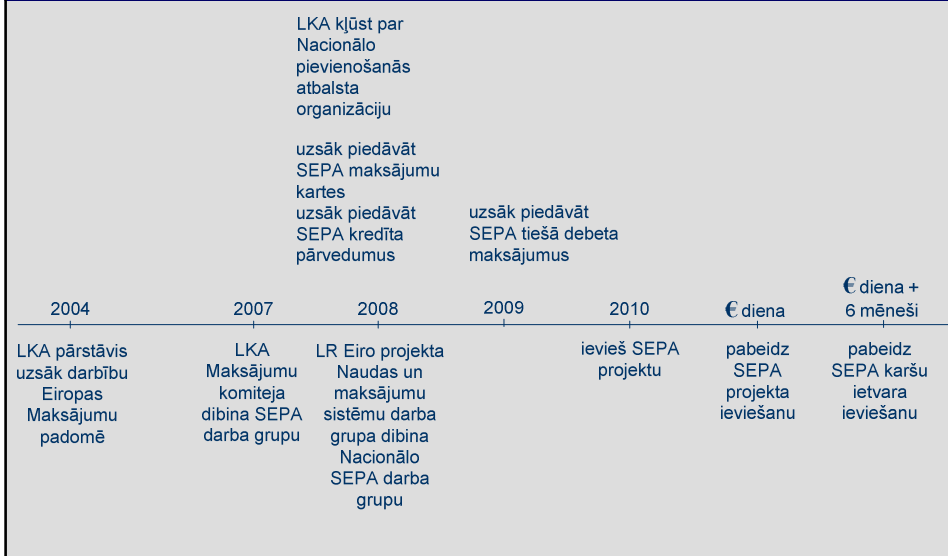 LKA kļūst par
Nacionālo
pievienošanās
atbalsta
organizāciju
uzsāk piedāvāt
SEPA maksājumu
kartes
uzsāk piedāvāt
SEPA kredīta
pārvedumus
uzsāk piedāvāt
SEPA tiešā debeta
maksājumus
2004
2007
2008
2009
2010
€ diena
€ diena +
6 mēneši
LKA pārstāvis
uzsāk darbību
Eiropas
Maksājumu
padomē
LKA
Maksājumu
komiteja
dibina SEPA
darba grupu
LR Eiro projekta
Naudas un
maksājumu
sistēmu darba
grupa dibina
Nacionālo
SEPA darba
grupu
ievieš SEPA
projektu
pabeidz
SEPA
projekta
ieviešanu
pabeidz
SEPA karšu
ietvara
ieviešanu